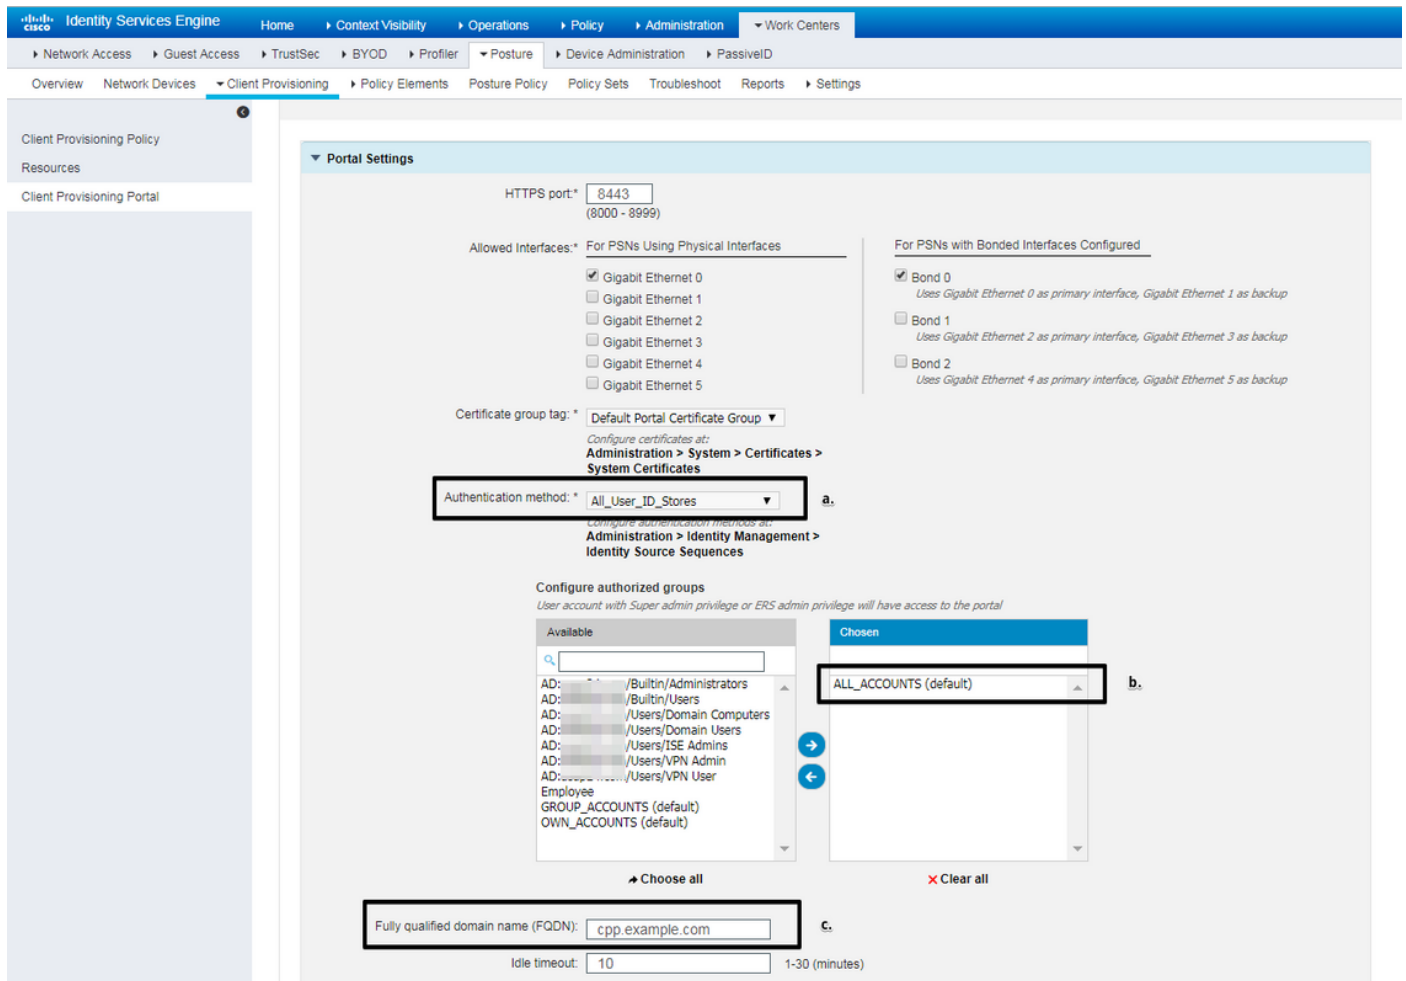 cisco Identity Services Engine Home Context Visibility Operations Policy Administration Work Centers
Network Access Guest Access TrustSec BYOD Profiler Posture Device Administration PassiveID
Overview Network Devices Client Provisioning Policy Elements Posture Policy Policy Sets Troubleshoot Reports Settings
Client Provisioning Policy
Resources
Client Provisioning Portal
Portal Settings
HTTPS port:* 8443
(8000 - 8999)
Allowed Interfaces:* For PSNs Using Physical Interfaces
Gigabit Ethernet 0
Gigabit Ethernet 1
Gigabit Ethernet 2
Gigabit Ethernet 3
Gigabit Ethernet 4
Gigabit Ethernet 5
For PSNs with Bonded Interfaces Configured
Bond 0
Uses Gigabit Ethernet 0 as primary interface, Gigabit Ethernet 1 as backup
Bond 1
Uses Gigabit Ethernet 2 as primary interface, Gigabit Ethernet 3 as backup
Bond 2
Uses Gigabit Ethernet 4 as primary interface, Gigabit Ethernet 5 as backup
Certificate group tag: * Default Portal Certificate Group
Configure certificates at:
Administration > System > Certificates >
System Certificates
Authentication method: * All_User_ID_Stores a.
Configure authentication methods at:
Administration > Identity Management >
Identity Source Sequences
Configure authorized groups
User account with Super admin privilege or ERS admin privilege will have access to the portal
Available
AD: /Builtin/Administrators
AD: /Builtin/Users
AD: /Users/Domain Computers
AD: /Users/Domain Users
AD: /Users/ISE Admins
AD: /Users/VPN Admin
AD: /Users/VPN User
Employee
GROUP_ACCOUNTS (default)
OWN_ACCOUNTS (default)
Choose all
Chosen
ALL_ACCOUNTS (default) b.
Clear all
Fully qualified domain name (FQDN): cpp.example.com c.
Idle timeout: 10 1-30 (minutes)